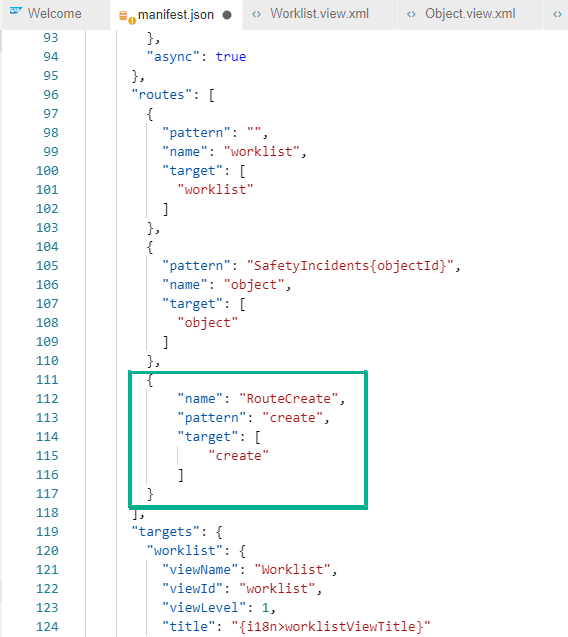 SAP Welcome
manifest.json
Worklist.view.xml
Object.view.xml
93 },
94 "async": true
95 },
96 "routes": [
97 {
98 "pattern": "",
99 "name": "worklist",
100 "target": [
101 "worklist"
102 ]
103 },
104 {
105 "pattern": "SafetyIncidents{objectId}",
106 "name": "object",
107 "target": [
108 "object"
109 ]
110 },
111 {
112 "name": "RouteCreate",
113 "pattern": "create",
114 "target": [
115 "create"
116 ]
117 }
118 ],
119 "targets": {
120 "worklist": {
121 "viewName": "Worklist",
122 "viewId": "worklist",
123 "viewLevel": 1,
124 "title": "{i18n>worklistViewTitle}"